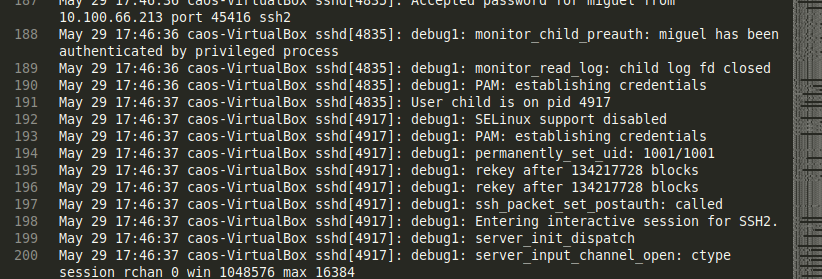 187 May 29 17:46:36 caos-VirtualBox sshd[4835]: Accepted password for miguel from
10.100.66.213 port 45416 ssh2
188 May 29 17:46:36 caos-VirtualBox sshd[4835]: debug1: monitor_child_preauth: miguel has been
authenticated by privileged process
189 May 29 17:46:36 caos-VirtualBox sshd[4835]: debug1: monitor_read_log: child log fd closed
190 May 29 17:46:36 caos-VirtualBox sshd[4835]: debug1: PAM: establishing credentials
191 May 29 17:46:37 caos-VirtualBox sshd[4835]: User child is on pid 4917
192 May 29 17:46:37 caos-VirtualBox sshd[4917]: debug1: SELinux support disabled
193 May 29 17:46:37 caos-VirtualBox sshd[4917]: debug1: PAM: establishing credentials
194 May 29 17:46:37 caos-VirtualBox sshd[4917]: debug1: permanently_set_uid: 1001/1001
195 May 29 17:46:37 caos-VirtualBox sshd[4917]: debug1: rekey after 134217728 blocks
196 May 29 17:46:37 caos-VirtualBox sshd[4917]: debug1: rekey after 134217728 blocks
197 May 29 17:46:37 caos-VirtualBox sshd[4917]: debug1: ssh_packet_set_postauth: called
198 May 29 17:46:37 caos-VirtualBox sshd[4917]: debug1: Entering interactive session for SSH2.
199 May 29 17:46:37 caos-VirtualBox sshd[4917]: debug1: server_init_dispatch
200 May 29 17:46:37 caos-VirtualBox sshd[4917]: debug1: server_input_channel_open: ctype
session rchan 0 win 1048576 max 16384